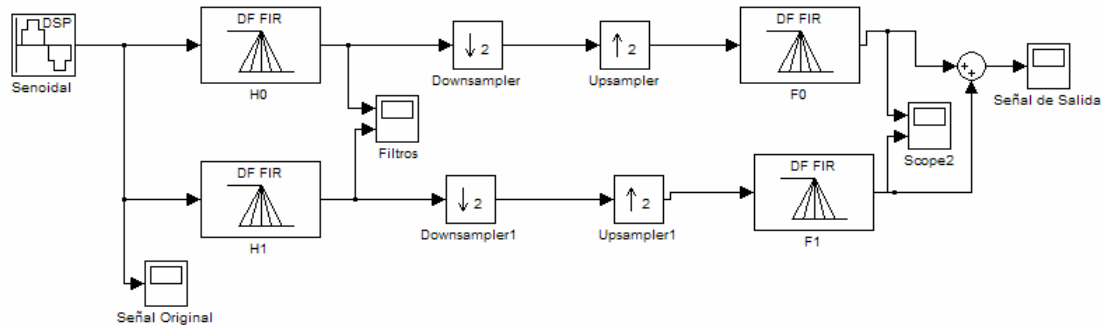 DSP
Senoidal
DF FIR
H0
↓ 2
Downsampler
↑ 2
Upsampler
DF FIR
F0
+
+
Señal de Salida
Filtros
Scope2
DF FIR
H1
↓ 2
Downsampler1
↑ 2
Upsampler1
DF FIR
F1
Señal Original